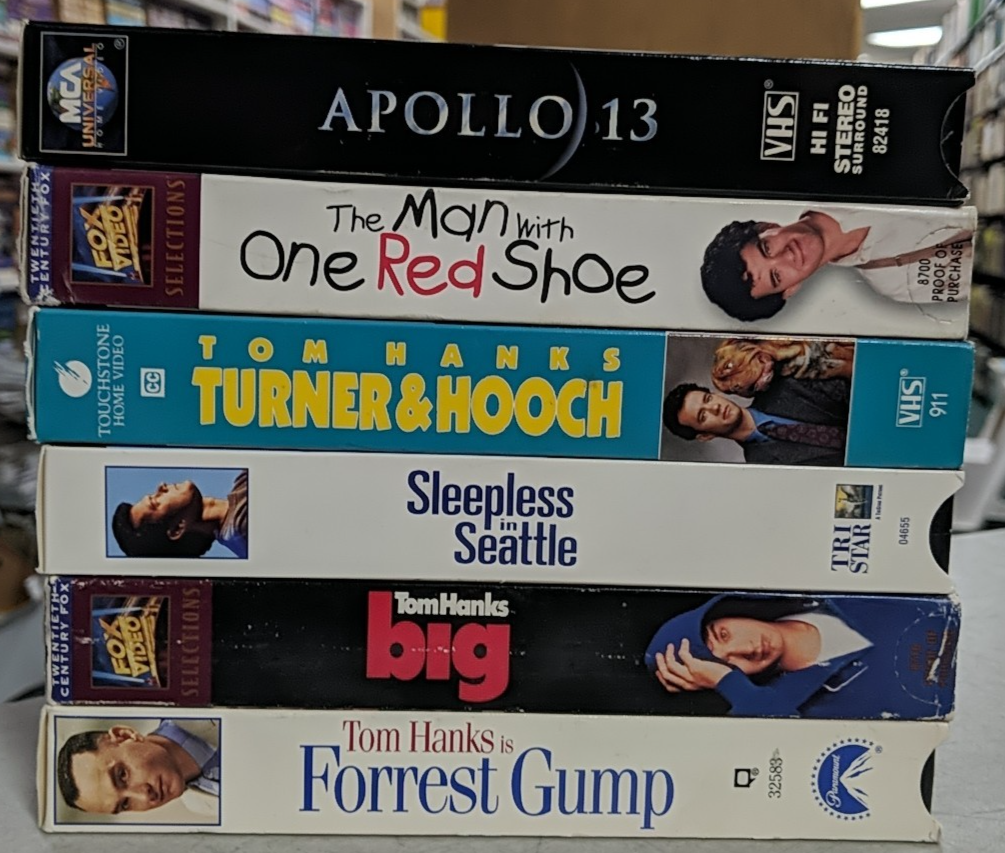 MCA
UNIVERSAL
HOME VIDEO
APOLLO 13
VHS
HI FI
STEREO
SURROUND
82418
TWENTIETH
CENTURY FOX
FOX
VIDEO
SELECTIONS
The Man With
One Red Shoe
8700
PROOF OF
PURCHASE
TOUCHSTONE
HOME VIDEO
CC
TOM HANKS
TURNER&HOOCH
VHS
911
Sleepless
in
Seattle
TRI
STAR
04655
TWENTIETH
CENTURY FOX
FOX
VIDEO
SELECTIONS
Tom Hanks
big
Tom Hanks is
Forrest Gump
32583
Paramount